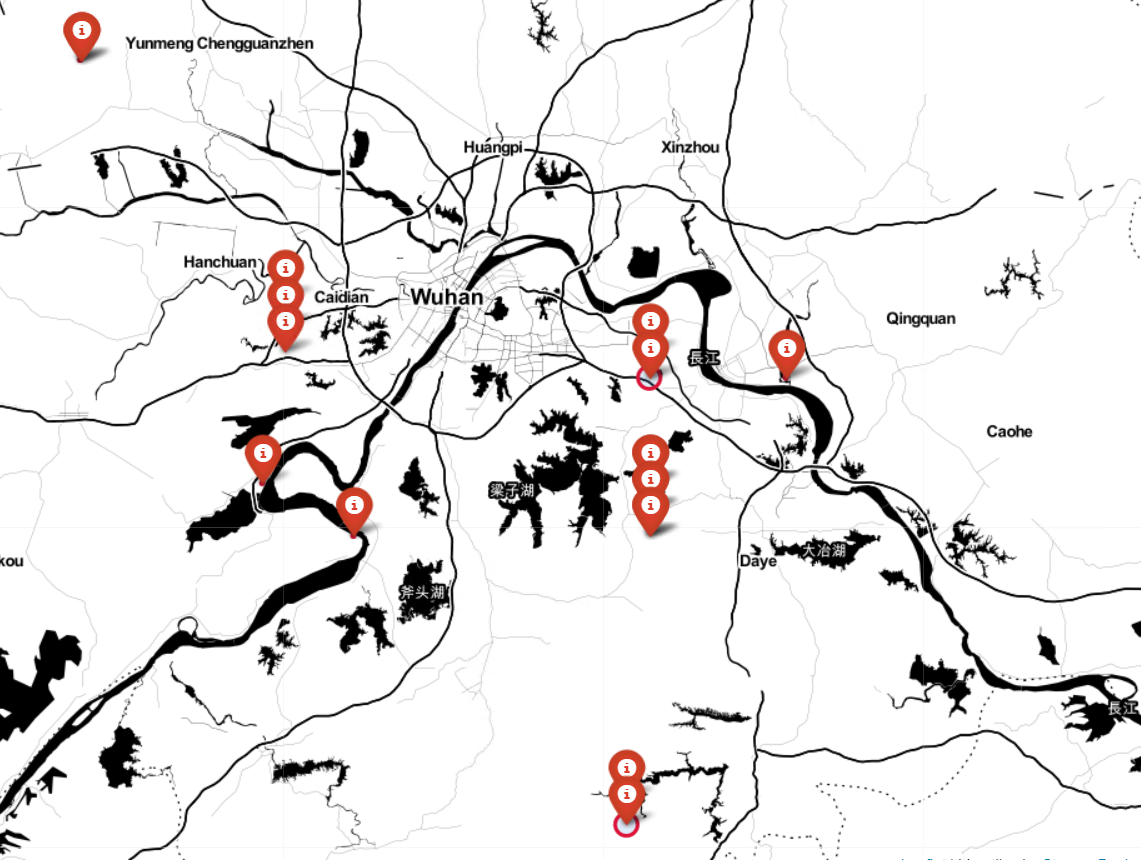 Yunmeng Chengguanzhen
Huangpi
Xinzhou
Hanchuan
Caidian
Wuhan
Qingquan
長江
Caohe
梁子湖
kou
Daye
大冶湖
斧头湖
長江